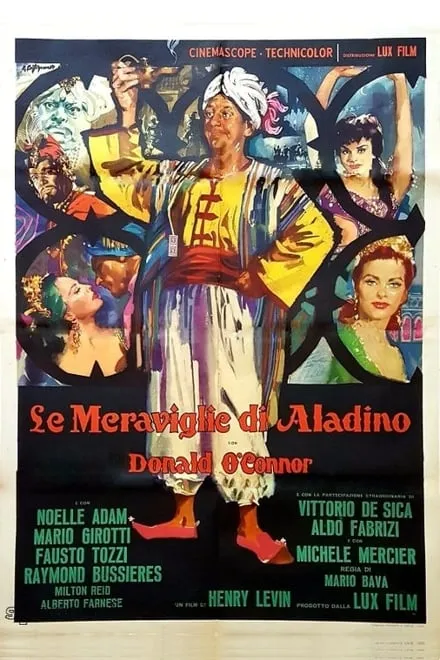 CINEMASCOPE · TECHNICOLOR
DISTRIBUZIONE LUX FILM
Le Meraviglie di Aladino
con
Donald O'Connor
E CON
NOELLE ADAM
MARIO GIROTTI
FAUSTO TOZZI
RAYMOND BUSSIERES
MILTON REID
ALBERTO FARNESE
E CON LA PARTECIPAZIONE STRAORDINARIA DI
VITTORIO DE SICA
ALDO FABRIZI
E CON
MICHELE MERCIER
REGIA DI
MARIO BAVA
UN FILM DI HENRY LEVIN
PRODOTTO DALLA LUX FILM